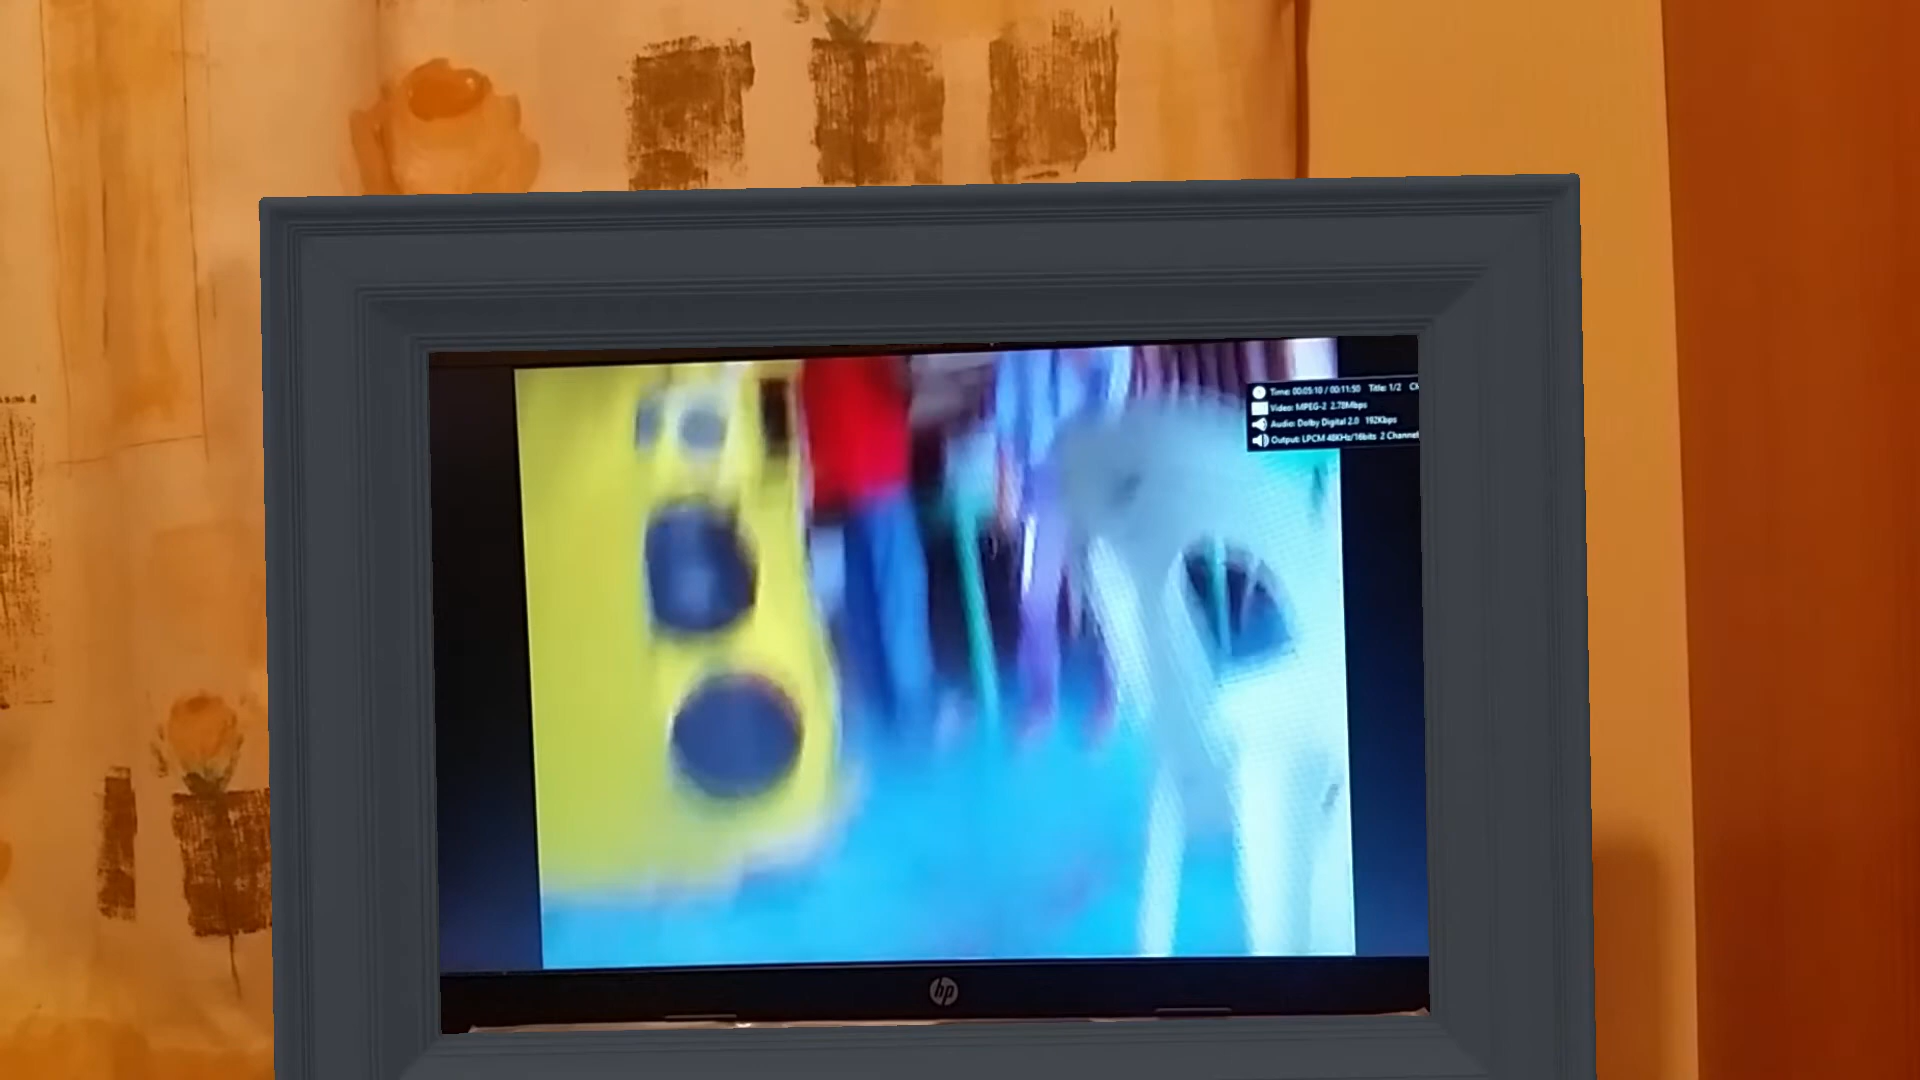 Time: 00:05:10 / 00:11:50 Title: 1/2
Video: MPEG-2 2.78Mbps
Audio: Dolby Digital 2.0 192Kbps
Output: LPCM 48KHz/16bits 2 Channel
hp